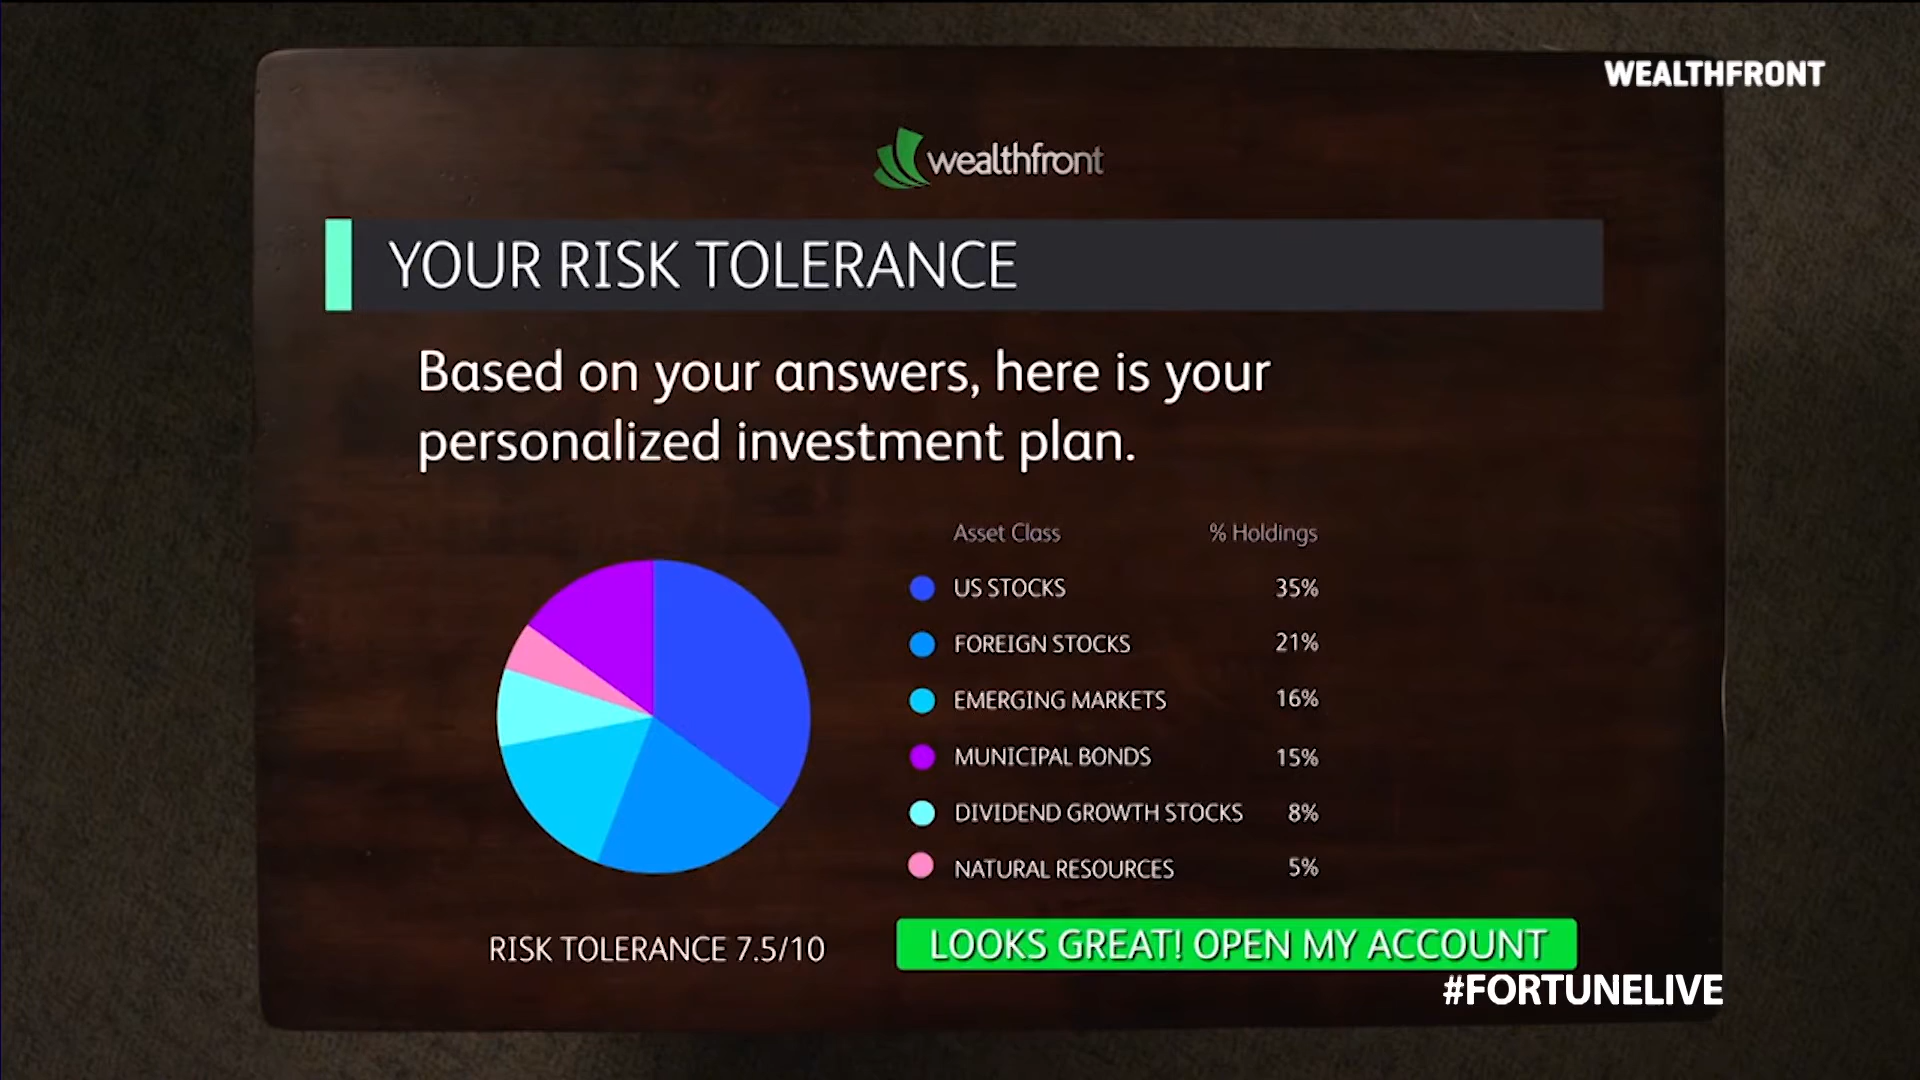 WEALTHFRONT
wealthfront
YOUR RISK TOLERANCE
Based on your answers, here is your
personalized investment plan.
Asset Class % Holdings
US STOCKS 35%
FOREIGN STOCKS 21%
EMERGING MARKETS 16%
MUNICIPAL BONDS 15%
DIVIDEND GROWTH STOCKS 8%
NATURAL RESOURCES 5%
RISK TOLERANCE 7.5/10
LOOKS GREAT! OPEN MY ACCOUNT
#FORTUNELIVE